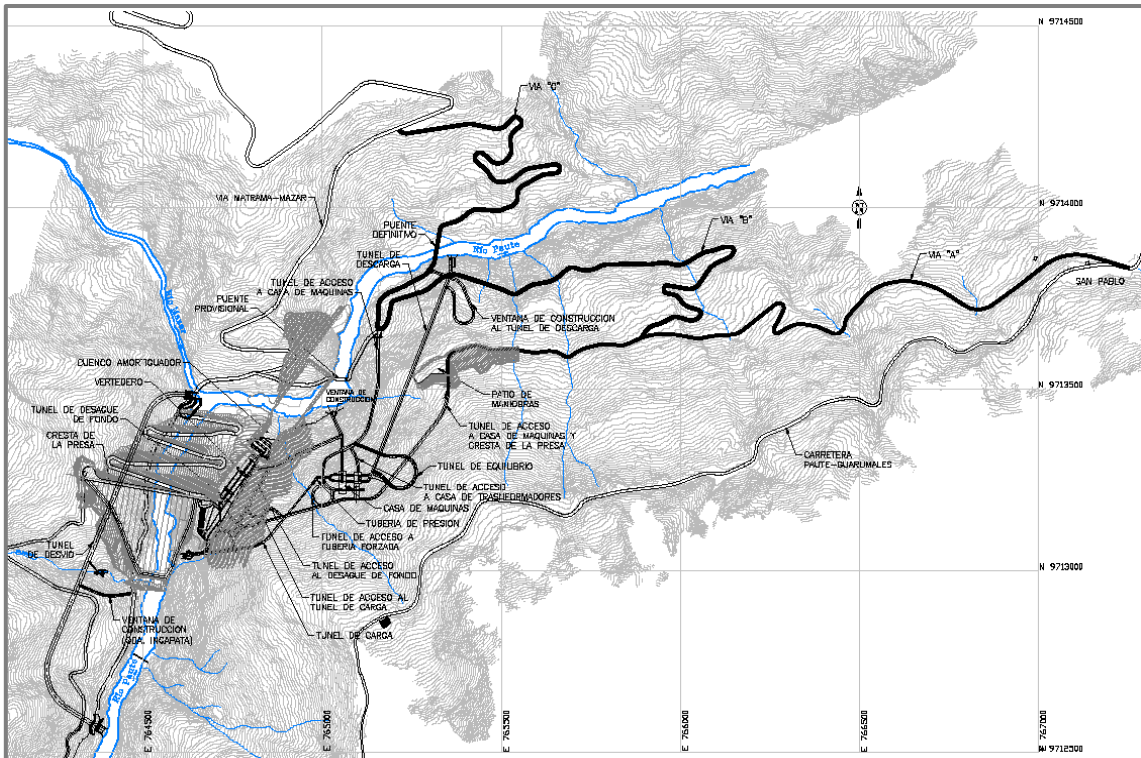 N 9714500
VIA "C"
VIA MATRAMA-MAZAR
N 9714000
PUENTE
DEFINITIVO
VIA "B"
Río Paute
TUNEL DE
DESCARGA
VIA "A"
TUNEL DE ACCESO
A CASA DE MAQUINAS
SAN PABLO
PUENTE
PROVISIONAL
VENTANA DE CONSTRUCCION
AL TUNEL DE DESCARGA
CUENCO AMORTIGUADOR
VERTEDERO
VENTANA DE
CONSTRUCCION
N 9713500
PATIO DE
MANIOBRAS
TUNEL DE DESAGUE
DE FONDO
TUNEL DE ACCESO
A CASA DE MAQUINAS Y
CRESTA DE LA PRESA
CRESTA DE
LA PRESA
CARRETERA
PAUTE-GUARUMALES
TUNEL DE EQUILIBRIO
TUNEL DE ACCESO
A CASA DE TRASFORMADORES
CASA DE MAQUINAS
TUBERIA DE PRESION
TUNEL DE ACCESO A
TUBERIA FORZADA
TUNEL
DE DESVIO
TUNEL DE ACCESO
AL DESAGUE DE FONDO
N 9713000
TUNEL DE ACCESO AL
TUNEL DE CARGA
VENTANA DE
CONSTRUCCION
(QDA. INGAPATA)
TUNEL DE CARGA
Río Paute
E 764500
E 765000
E 765500
E 766000
E 766500
E 767000
N 9712500